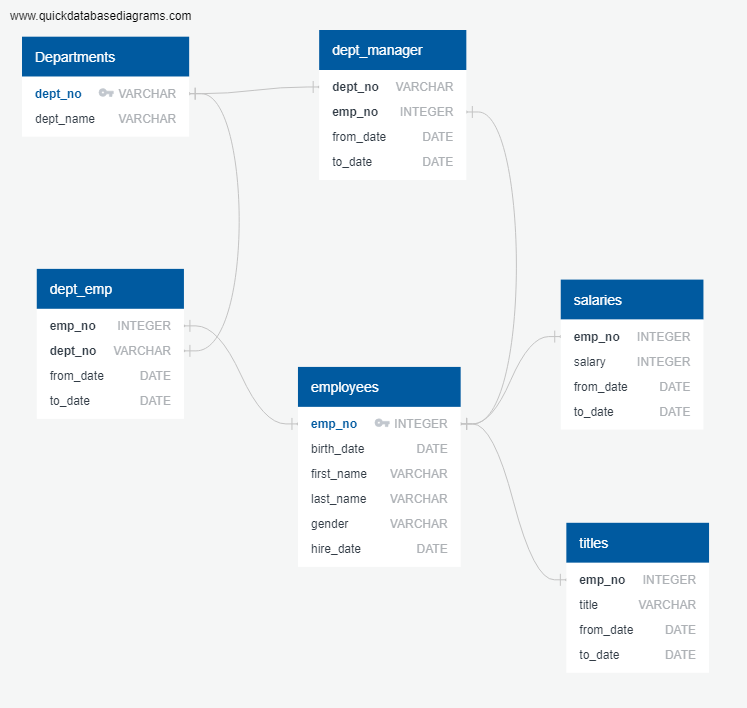 www.quickdatabasediagrams.com
Departments
dept_no VARCHAR
dept_name VARCHAR
dept_manager
dept_no VARCHAR
emp_no INTEGER
from_date DATE
to_date DATE
dept_emp
emp_no INTEGER
dept_no VARCHAR
from_date DATE
to_date DATE
salaries
emp_no INTEGER
salary INTEGER
from_date DATE
to_date DATE
employees
emp_no INTEGER
birth_date DATE
first_name VARCHAR
last_name VARCHAR
gender VARCHAR
hire_date DATE
titles
emp_no INTEGER
title VARCHAR
from_date DATE
to_date DATE